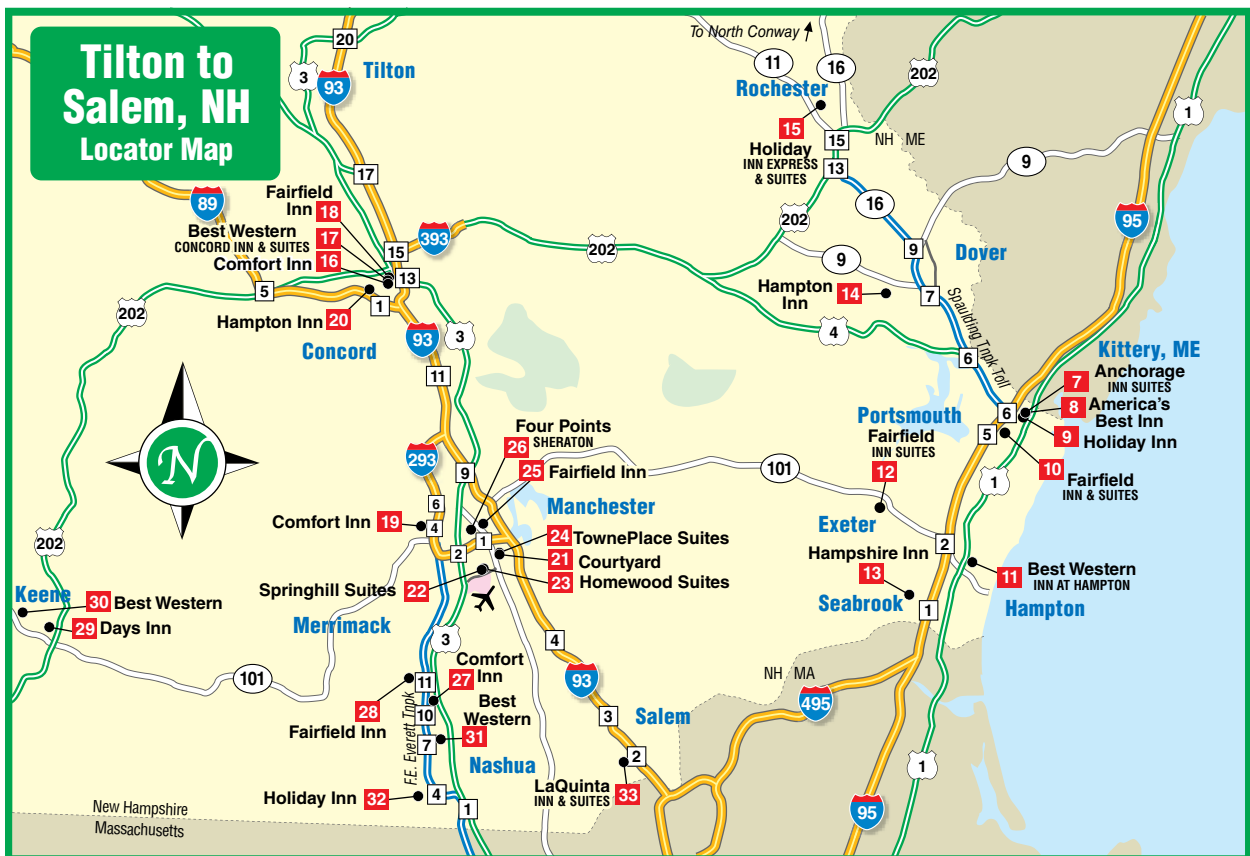 Tilton to
Salem, NH
Locator Map
20
3
93
Tilton
17
To North Conway
11
16
202
Rochester
15
Holiday
INN EXPRESS
& SUITES
15
NH ME
13
16
1
9
95
89
Fairfield
Inn
18
Best Western
CONCORD INN & SUITES
17
Comfort Inn 16
15
393
13
5
1
Hampton Inn 20
Concord
202
202
202
9
9
Dover
Hampton
Inn
14
7
Spaulding Tnpk Toll
4
6
93
3
11
Kittery, ME
7 Anchorage
INN SUITES
8 America's
Best Inn
9 Holiday Inn
6
5
Portsmouth
10 Fairfield
INN & SUITES
Fairfield
INN SUITES
12
1
101
Exeter
N
293
9
6
4
Four Points
26 SHERATON
25 Fairfield Inn
Manchester
Comfort Inn 19
1
2
24 TownePlace Suites
21 Courtyard
23 Homewood Suites
Springhill Suites 22
2
Hampshire Inn
13
Seabrook
1
11 Best Western
INN AT HAMPTON
Hampton
202
Keene
30 Best Western
29 Days Inn
101
Merrimack
3
4
93
NH MA
495
Comfort
Inn
27
11
28
Fairfield Inn
F.E. Everett Tnpk
10
Best
Western
31
7
Nashua
3
Salem
2
LaQuinta
INN & SUITES
33
Holiday Inn 32
4
1
1
95
New Hampshire
Massachusetts